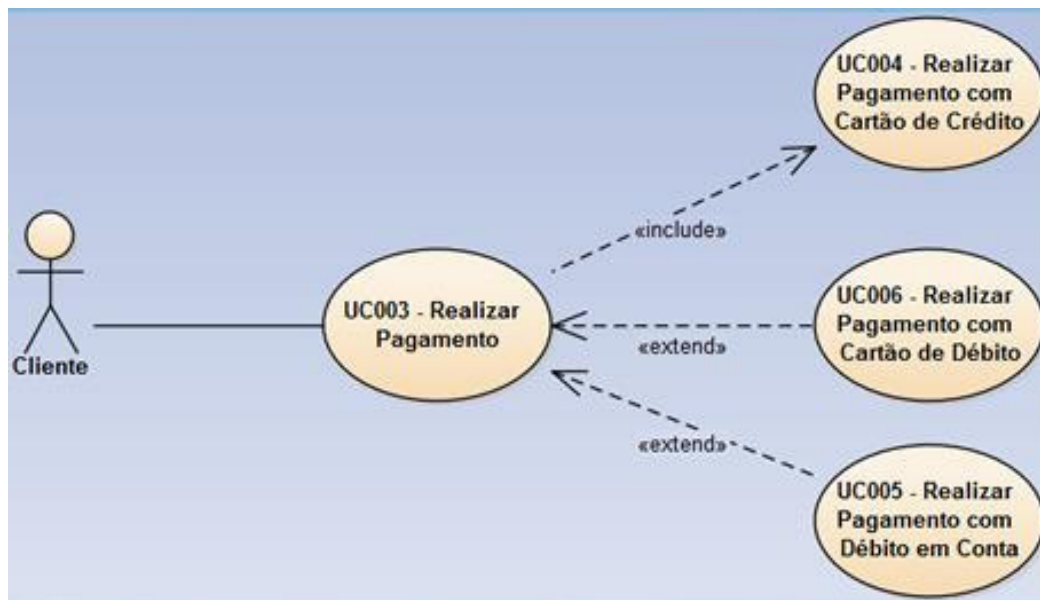 UC004 - Realizar
Pagamento com
Cartão de Crédito
«include»
UC003 - Realizar
Pagamento
UC006 - Realizar
Pagamento com
Cartão de Débito
«extend»
Cliente
«extend»
UC005 - Realizar
Pagamento com
Débito em Conta